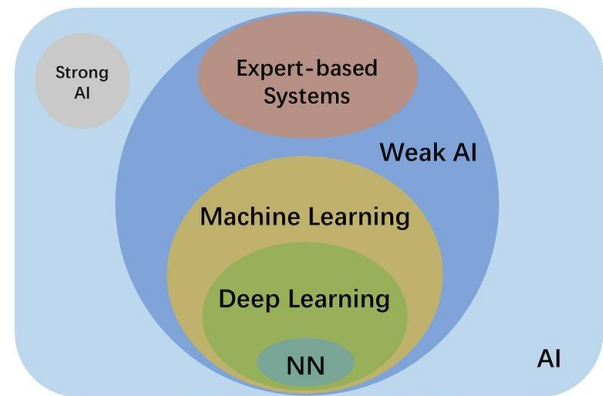 Strong
AI
Expert-based
Systems
Weak AI
Machine Learning
Deep Learning
NN
AI